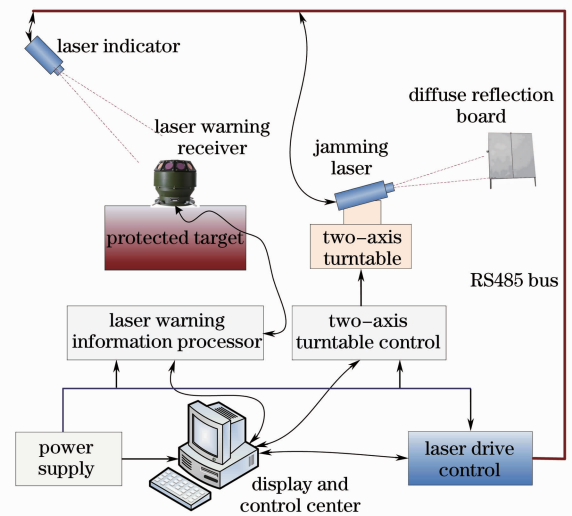 laser indicator
laser warning
receiver
jamming
laser
diffuse reflection
board
protected target
two-axis
turntable
RS485 bus
laser warning
information processor
two-axis
turntable control
power
supply
display and
control center
laser drive
control